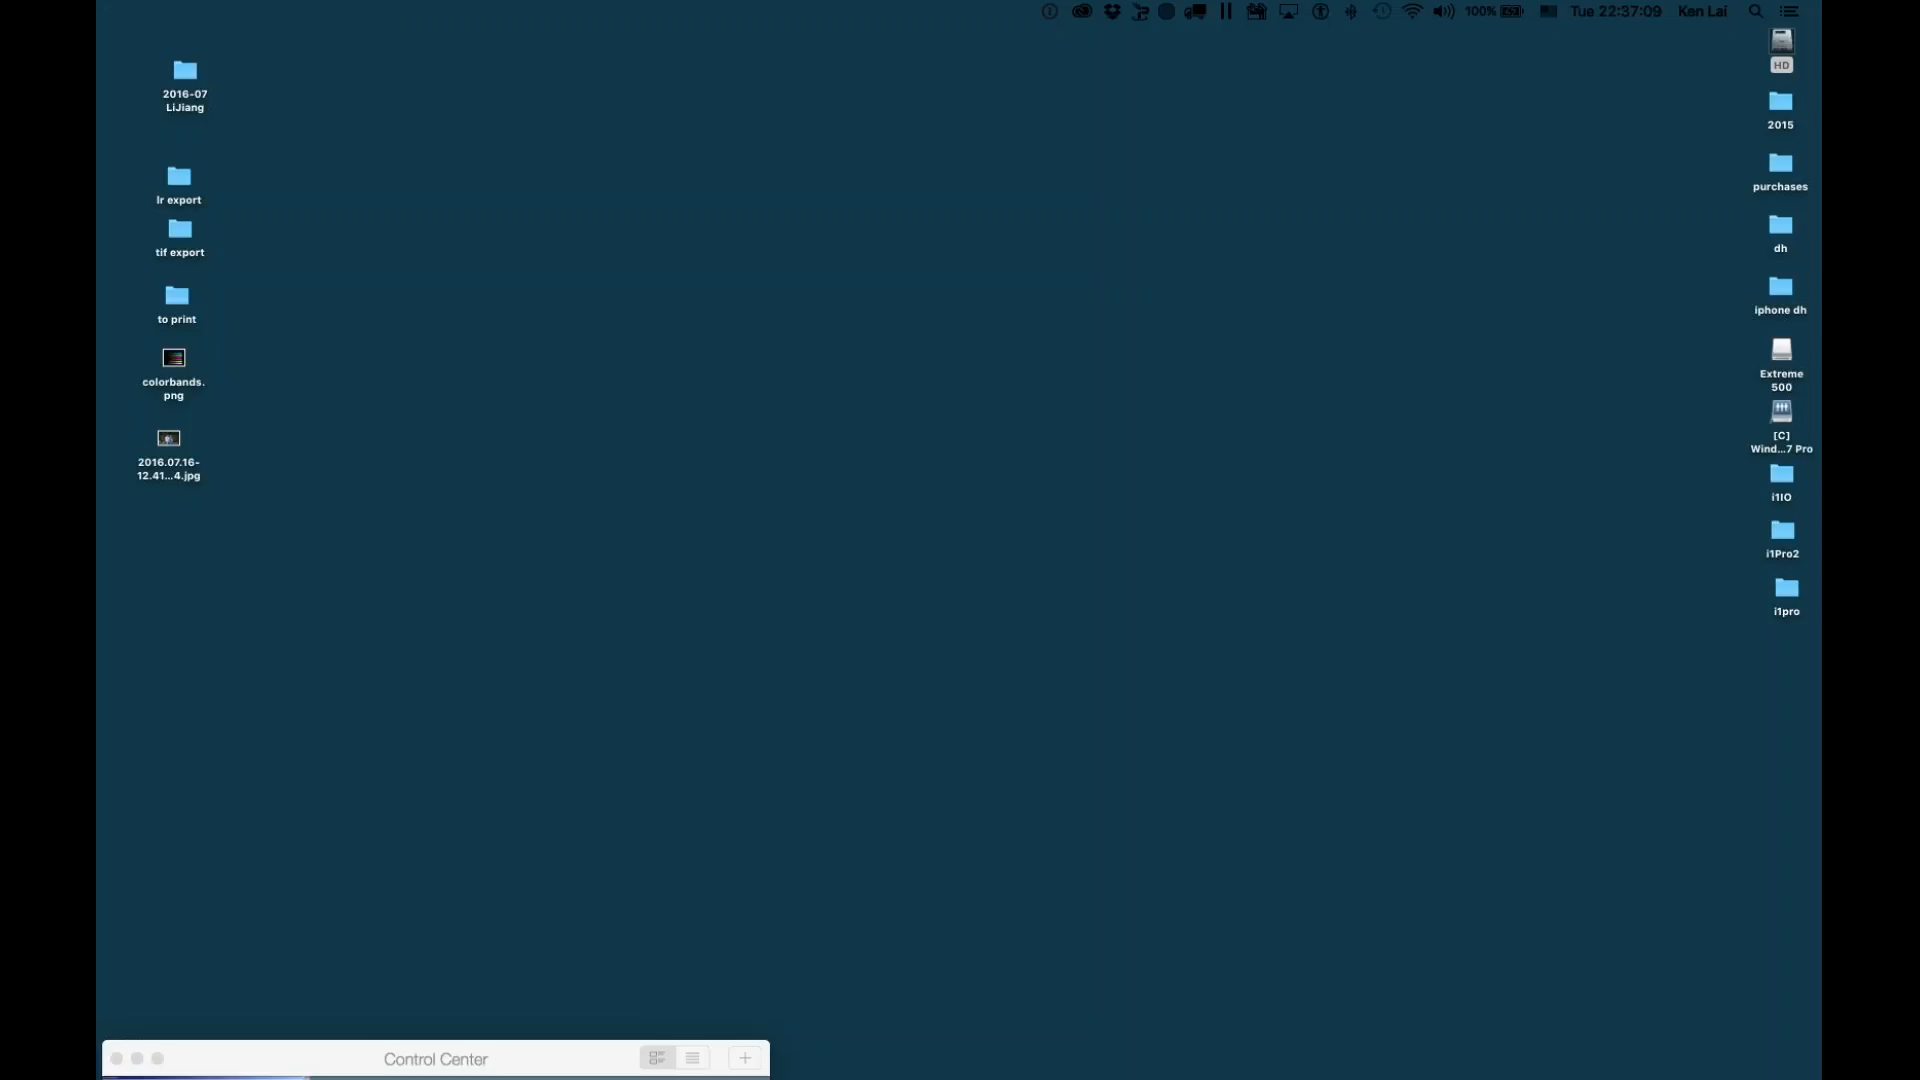 100% Tue 22:37:09 Ken Lai
2016-07
LiJiang
lr export
tif export
to print
colorbands.
png
2016.07.16-
12.41...4.jpg
HD
2015
purchases
dh
iphone dh
Extreme
500
[C]
Wind...7 Pro
i1IO
i1Pro2
i1pro
Control Center